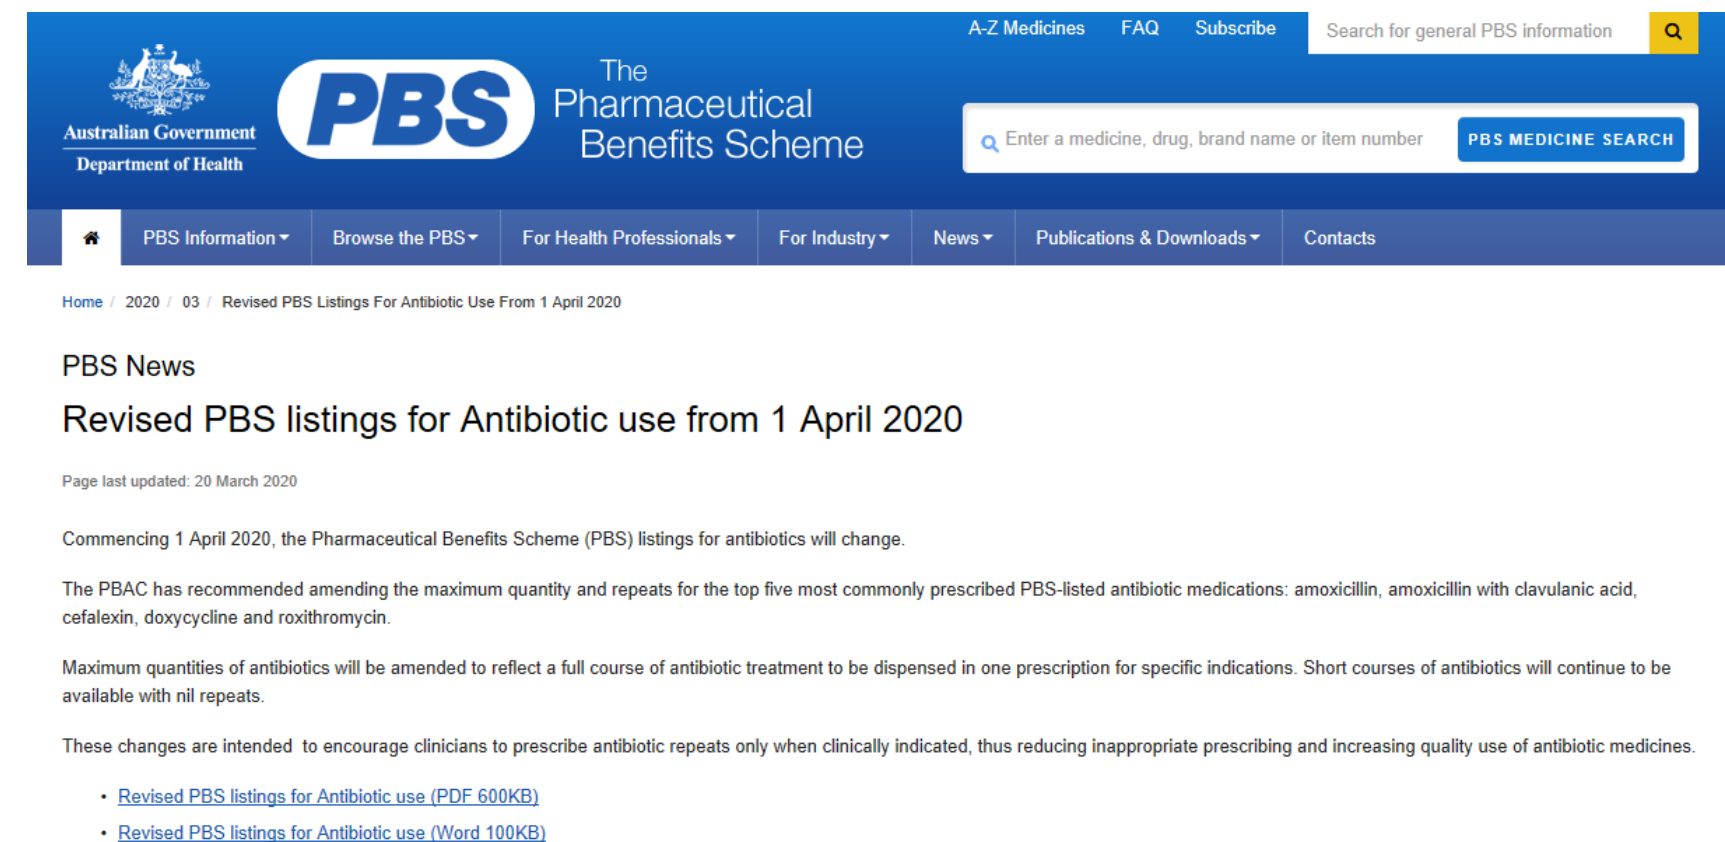 A-Z Medicines FAQ Subscribe Search for general PBS information
Australian Government
Department of Health
PBS
The
Pharmaceutical
Benefits Scheme
Enter a medicine, drug, brand name or item number PBS MEDICINE SEARCH
PBS Information Browse the PBS For Health Professionals For Industry News Publications & Downloads Contacts
Home / 2020 / 03 / Revised PBS Listings For Antibiotic Use From 1 April 2020
PBS News
Revised PBS listings for Antibiotic use from 1 April 2020
Page last updated: 20 March 2020
Commencing 1 April 2020, the Pharmaceutical Benefits Scheme (PBS) listings for antibiotics will change.
The PBAC has recommended amending the maximum quantity and repeats for the top five most commonly prescribed PBS-listed antibiotic medications: amoxicillin, amoxicillin with clavulanic acid,
cefalexin, doxycycline and roxithromycin.
Maximum quantities of antibiotics will be amended to reflect a full course of antibiotic treatment to be dispensed in one prescription for specific indications. Short courses of antibiotics will continue to be
available with nil repeats.
These changes are intended to encourage clinicians to prescribe antibiotic repeats only when clinically indicated, thus reducing inappropriate prescribing and increasing quality use of antibiotic medicines.
• Revised PBS listings for Antibiotic use (PDF 600KB)
• Revised PBS listings for Antibiotic use (Word 100KB)